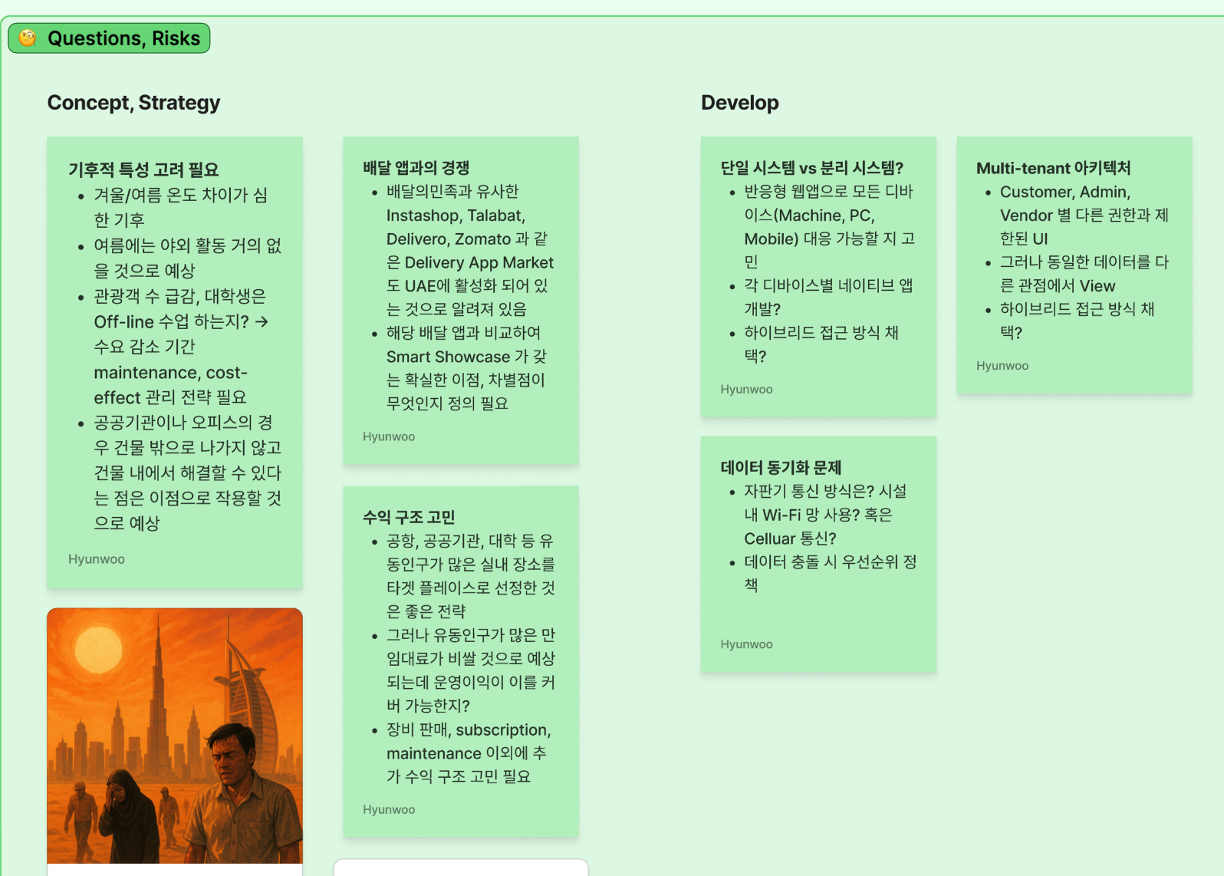 Questions, Risks
Concept, Strategy
기후적 특성 고려 필요
• 겨울/여름 온도 차이가 심
한 기후
• 여름에는 야외 활동 거의 없
을 것으로 예상
• 관광객 수 급감, 대학생은
Off-line 수업 하는지? →
수요 감소 기간
maintenance, cost-
effect 관리 전략 필요
• 공공기관이나 오피스의 경
우 건물 밖으로 나가지 않고
건물 내에서 해결할 수 있다
는 점은 이점으로 작용할 것
으로 예상
Hyunwoo
배달 앱과의 경쟁
• 배달의민족과 유사한
Instashop, Talabat,
Delivero, Zomato 과 같
은 Delivery App Market
도 UAE에 활성화 되어 있
는 것으로 알려져 있음
• 해당 배달 앱과 비교하여
Smart Showcase 가 갖
는 확실한 이점, 차별점이
무엇인지 정의 필요
Hyunwoo
수익 구조 고민
• 공항, 공공기관, 대학 등 유
동인구가 많은 실내 장소를
타겟 플레이스로 선정한 것
은 좋은 전략
• 그러나 유동인구가 많은 만
임대료가 비쌀 것으로 예상
되는데 운영이익이 이를 커
버 가능한지?
• 장비 판매, subscription,
maintenance 이외에 추
가 수익 구조 고민 필요
Hyunwoo
Develop
단일 시스템 vs 분리 시스템?
• 반응형 웹앱으로 모든 디바
이스(Machine, PC,
Mobile) 대응 가능할 지 고
민
• 각 디바이스별 네이티브 앱
개발?
• 하이브리드 접근 방식 채
택?
Hyunwoo
Multi-tenant 아키텍처
• Customer, Admin,
Vendor 별 다른 권한과 제
한된 UI
• 그러나 동일한 데이터를 다
른 관점에서 View
• 하이브리드 접근 방식 채
택?
Hyunwoo
데이터 동기화 문제
• 자판기 통신 방식은? 시설
내 Wi-Fi 망 사용? 혹은
Celluar 통신?
• 데이터 충돌 시 우선순위 정
책
Hyunwoo